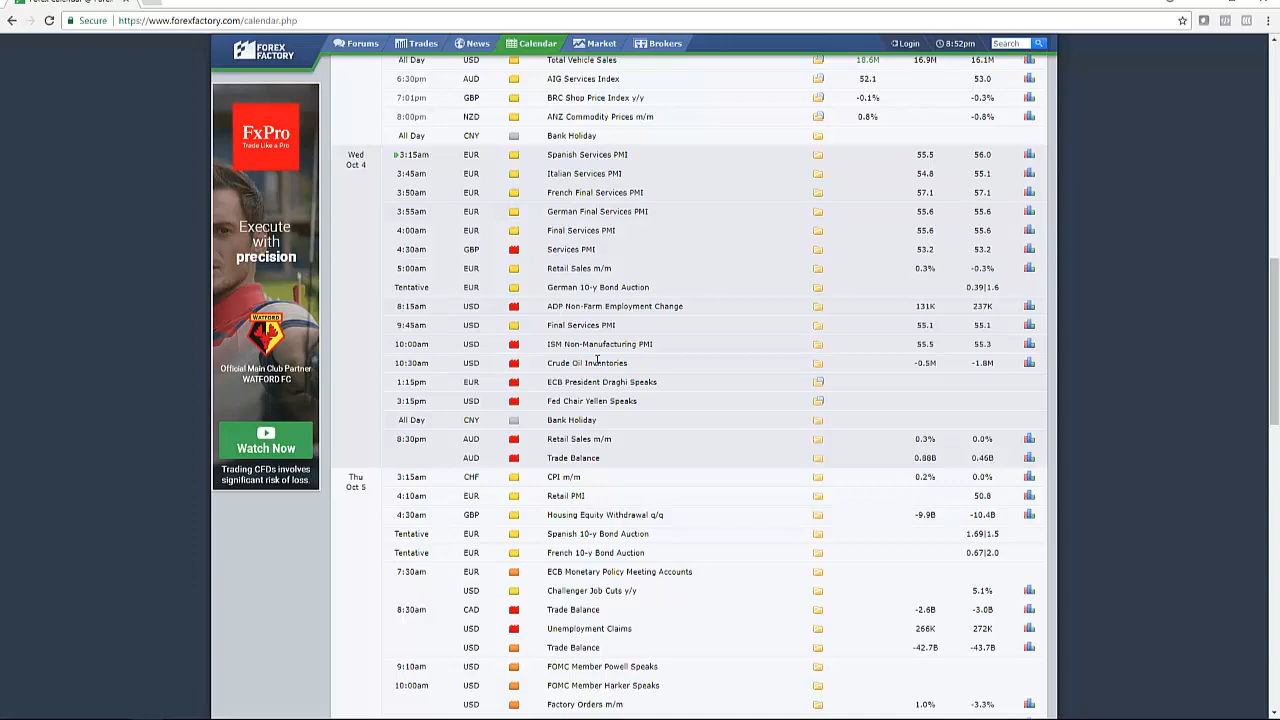 Secure https://www.forexfactory.com/calendar.php
FOREX FACTORY Forums Trades News Calendar Market Brokers Login 8:52pm Search
All Day USD Total Vehicle Sales 18.6M 16.9M 16.1M
6:30pm AUD AIG Services Index 52.1 53.0
7:01pm GBP BRC Shop Price Index y/y -0.1% -0.3%
8:00pm NZD ANZ Commodity Prices m/m 0.8% -0.8%
All Day CNY Bank Holiday
Wed Oct 4 3:15am EUR Spanish Services PMI 55.5 56.0
3:45am EUR Italian Services PMI 54.8 55.1
3:50am EUR French Final Services PMI 57.1 57.1
3:55am EUR German Final Services PMI 55.6 55.6
4:00am EUR Final Services PMI 55.6 55.6
4:30am GBP Services PMI 53.2 53.2
5:00am EUR Retail Sales m/m 0.3% -0.3%
Tentative EUR German 10-y Bond Auction 0.39|1.6
8:15am USD ADP Non-Farm Employment Change 131K 237K
9:45am USD Final Services PMI 55.1 55.1
10:00am USD ISM Non-Manufacturing PMI 55.5 55.3
10:30am USD Crude Oil Inventories -0.5M -1.8M
1:15pm EUR ECB President Draghi Speaks
3:15pm USD Fed Chair Yellen Speaks
All Day CNY Bank Holiday
8:30pm AUD Retail Sales m/m 0.3% 0.0%
AUD Trade Balance 0.88B 0.46B
Thu Oct 5 3:15am CHF CPI m/m 0.2% 0.0%
4:10am EUR Retail PMI 50.8
4:30am GBP Housing Equity Withdrawal q/q -9.9B -10.4B
Tentative EUR Spanish 10-y Bond Auction 1.69|1.5
Tentative EUR French 10-y Bond Auction 0.67|2.0
7:30am EUR ECB Monetary Policy Meeting Accounts
USD Challenger Job Cuts y/y 5.1%
8:30am CAD Trade Balance -2.6B -3.0B
USD Unemployment Claims 266K 272K
USD Trade Balance -42.7B -43.7B
9:10am USD FOMC Member Powell Speaks
10:00am USD FOMC Member Harker Speaks
USD Factory Orders m/m 1.0% -3.3%
FxPro
Trade Like a Pro
Execute
with
precision
WATFORD
Official Main Club Partner
WATFORD FC
Watch Now
Trading CFDs involves
significant risk of loss.